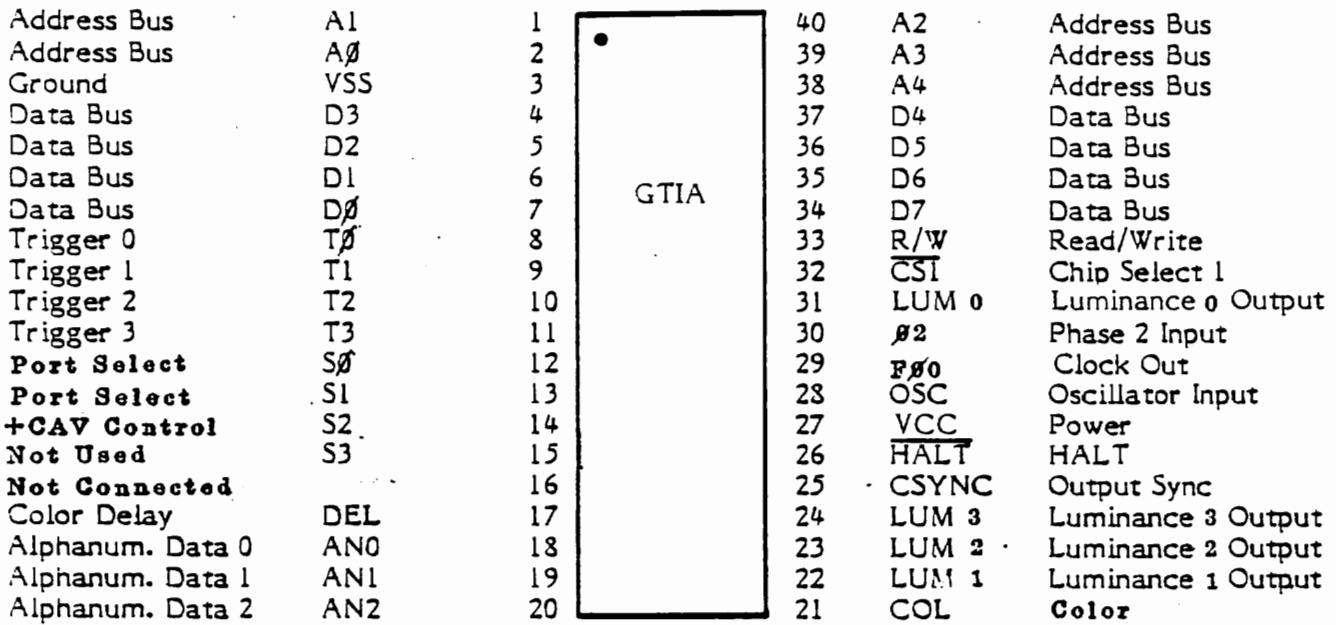 Address Bus A1 1 40 A2 Address Bus
Address Bus AØ 2 39 A3 Address Bus
Ground VSS 3 38 A4 Address Bus
Data Bus D3 4 37 D4 Data Bus
Data Bus D2 5 36 D5 Data Bus
Data Bus D1 6 35 D6 Data Bus
GTIA
Data Bus DØ 7 34 D7 Data Bus
Trigger 0 TØ 8 33 R/W Read/Write
Trigger 1 T1 9 32 CS1 Chip Select 1
Trigger 2 T2 10 31 LUM 0 Luminance 0 Output
Trigger 3 T3 11 30 Ø2 Phase 2 Input
Port Select SØ 12 29 FØ0 Clock Out
Port Select S1 13 28 OSC Oscillator Input
+CAV Control S2 14 27 VCC Power
Not Used S3 15 26 HALT HALT
Not Connected 16 25 CSYNC Output Sync
Color Delay DEL 17 24 LUM 3 Luminance 3 Output
Alphanum. Data 0 AN0 18 23 LUM 2 Luminance 2 Output
Alphanum. Data 1 AN1 19 22 LUM 1 Luminance 1 Output
Alphanum. Data 2 AN2 20 21 COL Color